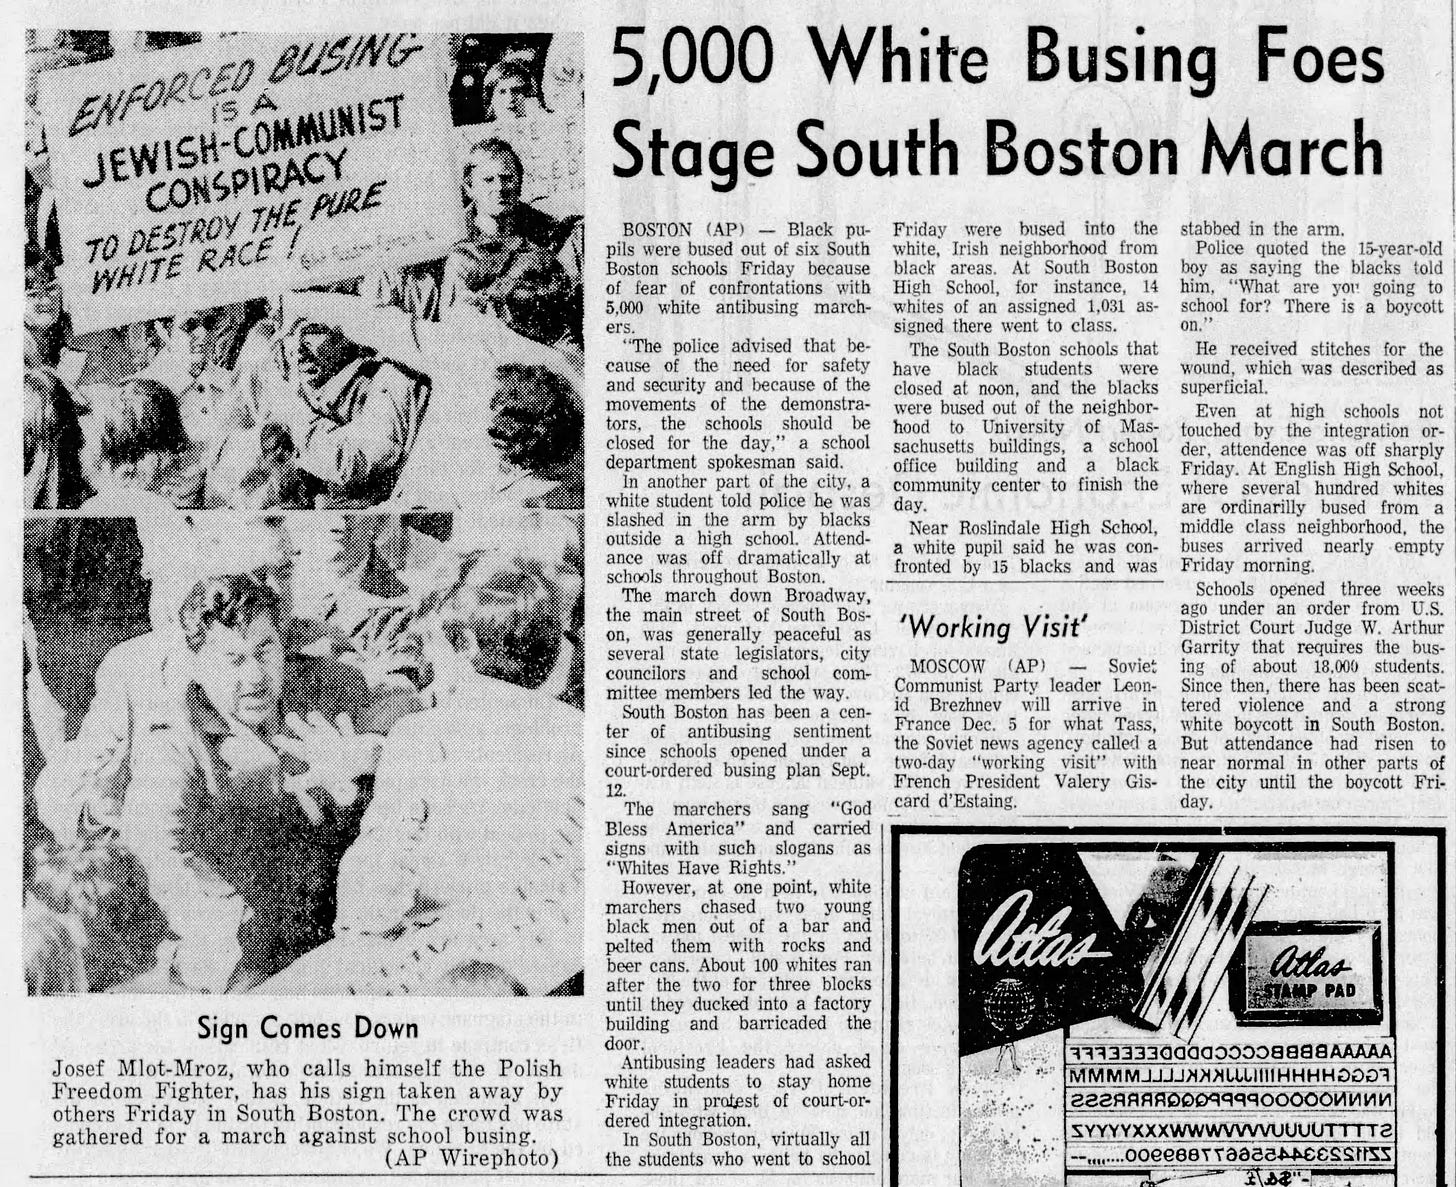 ENFORCED BUSING
IS A
JEWISH-COMMUNIST
CONSPIRACY
TO DESTROY THE PURE
WHITE RACE!
Sign Comes Down
Josef Mlot-Mroz, who calls himself the Polish
Freedom Fighter, has his sign taken away by
others Friday in South Boston. The crowd was
gathered for a march against school busing.
(AP Wirephoto)
5,000 White Busing Foes
Stage South Boston March
BOSTON (AP) — Black pu-
pils were bused out of six South
Boston schools Friday because
of fear of confrontations with
5,000 white antibusing march-
ers.
"The police advised that be-
cause of the need for safety
and security and because of the
movements of the demonstra-
tors, the schools should be
closed for the day," a school
department spokesman said.
In another part of the city, a
white student told police he was
slashed in the arm by blacks
outside a high school. Attend-
ance was off dramatically at
schools throughout Boston.
The march down Broadway,
the main street of South Bos-
ton, was generally peaceful as
several state legislators, city
councilors and school com-
mittee members led the way.
South Boston has been a cen-
ter of antibusing sentiment
since schools opened under a
court-ordered busing plan Sept.
12.
The marchers sang "God
Bless America" and carried
signs with such slogans as
"Whites Have Rights."
However, at one point, white
marchers chased two young
black men out of a bar and
pelted them with rocks and
beer cans. About 100 whites ran
after the two for three blocks
until they ducked into a factory
building and barricaded the
door.
Antibusing leaders had asked
white students to stay home
Friday in protest of court-or-
dered integration.
In South Boston, virtually all
the students who went to school
Friday were bused into the
white, Irish neighborhood from
black areas. At South Boston
High School, for instance, 14
whites of an assigned 1,031 as-
signed there went to class.
The South Boston schools that
have black students were
closed at noon, and the blacks
were bused out of the neighbor-
hood to University of Mas-
sachusetts buildings, a school
office building and a black
community center to finish the
day.
Near Roslindale High School,
a white pupil said he was con-
fronted by 15 blacks and was
stabbed in the arm.
Police quoted the 15-year-old
boy as saying the blacks told
him, "What are you going to
school for? There is a boycott
on."
He received stitches for the
wound, which was described as
superficial.
Even at high schools not
touched by the integration or-
der, attendence was off sharply
Friday. At English High School,
where several hundred whites
are ordinarilly bused from a
middle class neighborhood, the
buses arrived nearly empty
Friday morning.
Schools opened three weeks
ago under an order from U.S.
District Court Judge W. Arthur
Garrity that requires the bus-
ing of about 18,000 students.
Since then, there has been scat-
tered violence and a strong
white boycott in South Boston.
But attendance had risen to
near normal in other parts of
the city until the boycott Fri-
day.
'Working Visit'
MOSCOW (AP) — Soviet
Communist Party leader Leon-
id Brezhnev will arrive in
France Dec. 5 for what Tass,
the Soviet news agency called a
two-day "working visit" with
French President Valery Gis-
card d'Estaing.
Atlas
Atlas
STAMP PAD